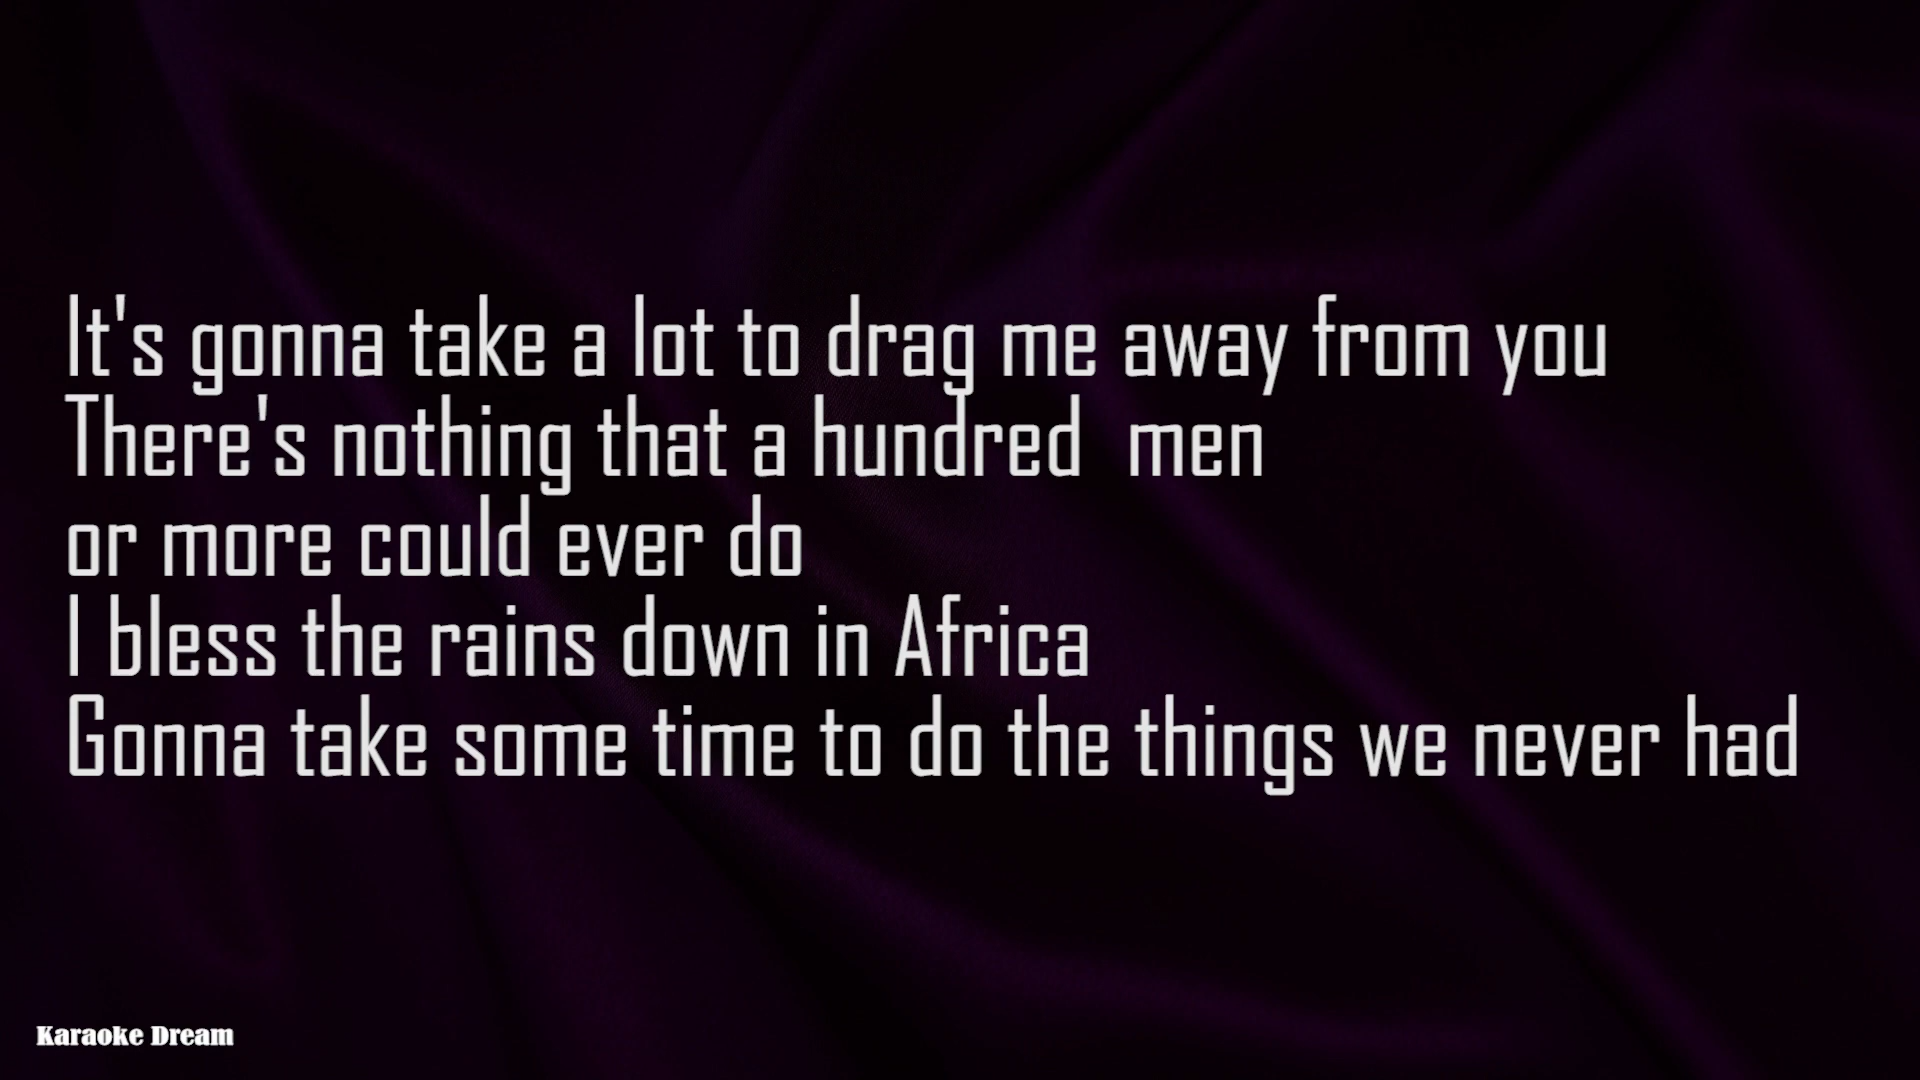 It's gonna take a lot to drag me away from you
There's nothing that a hundred  men
or more could ever do
I bless the rains down in Africa
Gonna take some time to do the things we never had
Karaoke Dream